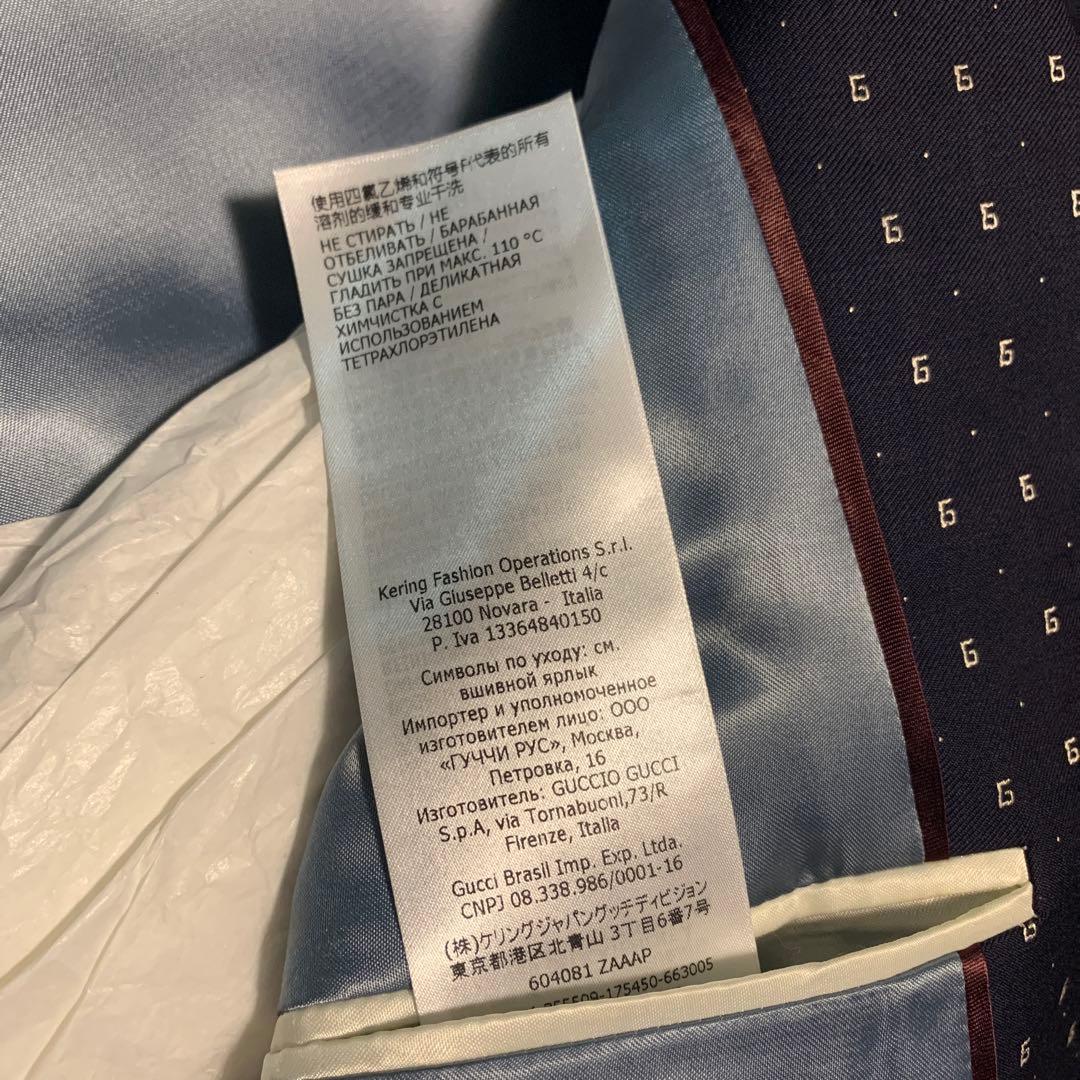 使用四氯乙烯和符号F代表的所有
溶剂的缓和专业干洗
НЕ СТИРАТЬ / НЕ
ОТБЕЛИВАТЬ / БАРАБАННАЯ
СУШКА ЗАПРЕЩЕНА /
ГЛАДИТЬ ПРИ МАКС. 110 °C
БЕЗ ПАРА / ДЕЛИКАТНАЯ
ХИМЧИСТКА С
ИСПОЛЬЗОВАНИЕМ
ТЕТРАХЛОРЭТИЛЕНА
Kering Fashion Operations S.r.l.
Via Giuseppe Belletti 4/c
28100 Novara - Italia
P. Iva 13364840150
Символы по уходу: см.
вшивной ярлык
Импортер и уполномоченное
изготовителем лицо: ООО
«ГУЧЧИ РУС», Москва,
Петровка, 16
Изготовитель: GUCCIO GUCCI
S.p.A, via Tornabuoni,73/R
Firenze, Italia
Gucci Brasil Imp. Exp. Ltda.
CNPJ 08.338.986/0001-16
(株)ケリングジャパングッチディビジョン
東京都港区北青山 3丁目6番7号
604081 ZAAAP
-175450-663005